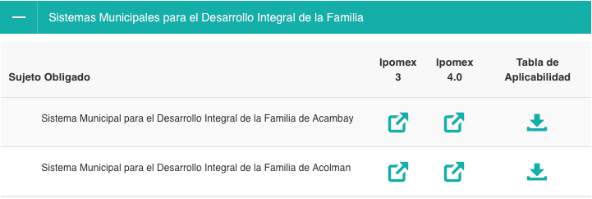 Sistemas Municipales para el Desarrollo Integral de la Familia
Sujeto Obligado
Ipomex
3
Ipomex
4.0
Tabla de
Aplicabilidad
Sistema Municipal para el Desarrollo Integral de la Familia de Acambay
Sistema Municipal para el Desarrollo Integral de la Familia de Acolman